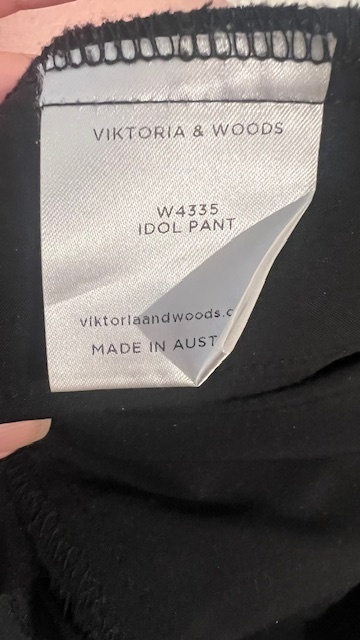 VIKTORIA & WOODS
W4335
IDOL PANT
viktoriaandwoods.c
MADE IN AUST